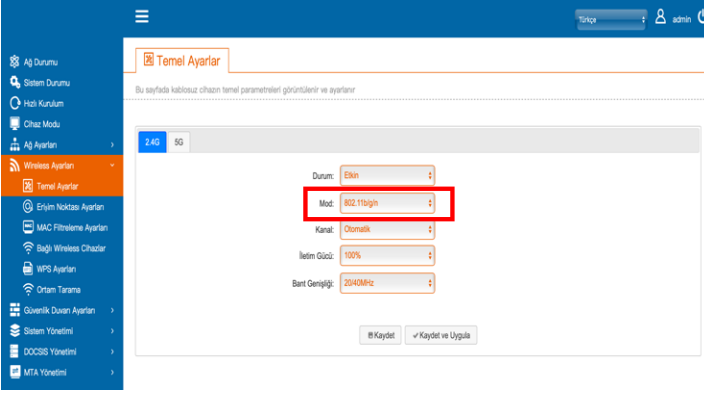 Türkçe
admin
Ağ Durumu
Sistem Durumu
Hızlı Kurulum
Cihaz Modu
Ağ Ayarları
Wireless Ayarları
Temel Ayarlar
Erişim Noktası Ayarları
MAC Filtreleme Ayarları
Bağlı Wireless Cihazlar
WPS Ayarları
Ortam Tarama
Güvenlik Duvarı Ayarları
Sistem Yönetimi
DOCSIS Yönetimi
MTA Yönetimi
Temel Ayarlar
Bu sayfada kablosuz cihazın temel parametreleri görüntülenir ve ayarlanır
2.4G 5G
Durum: Etkin
Mod: 802.11b/g/n
Kanal: Otomatik
İletim Gücü: 100%
Bant Genişliği: 20/40MHz
Kaydet Kaydet ve Uygula